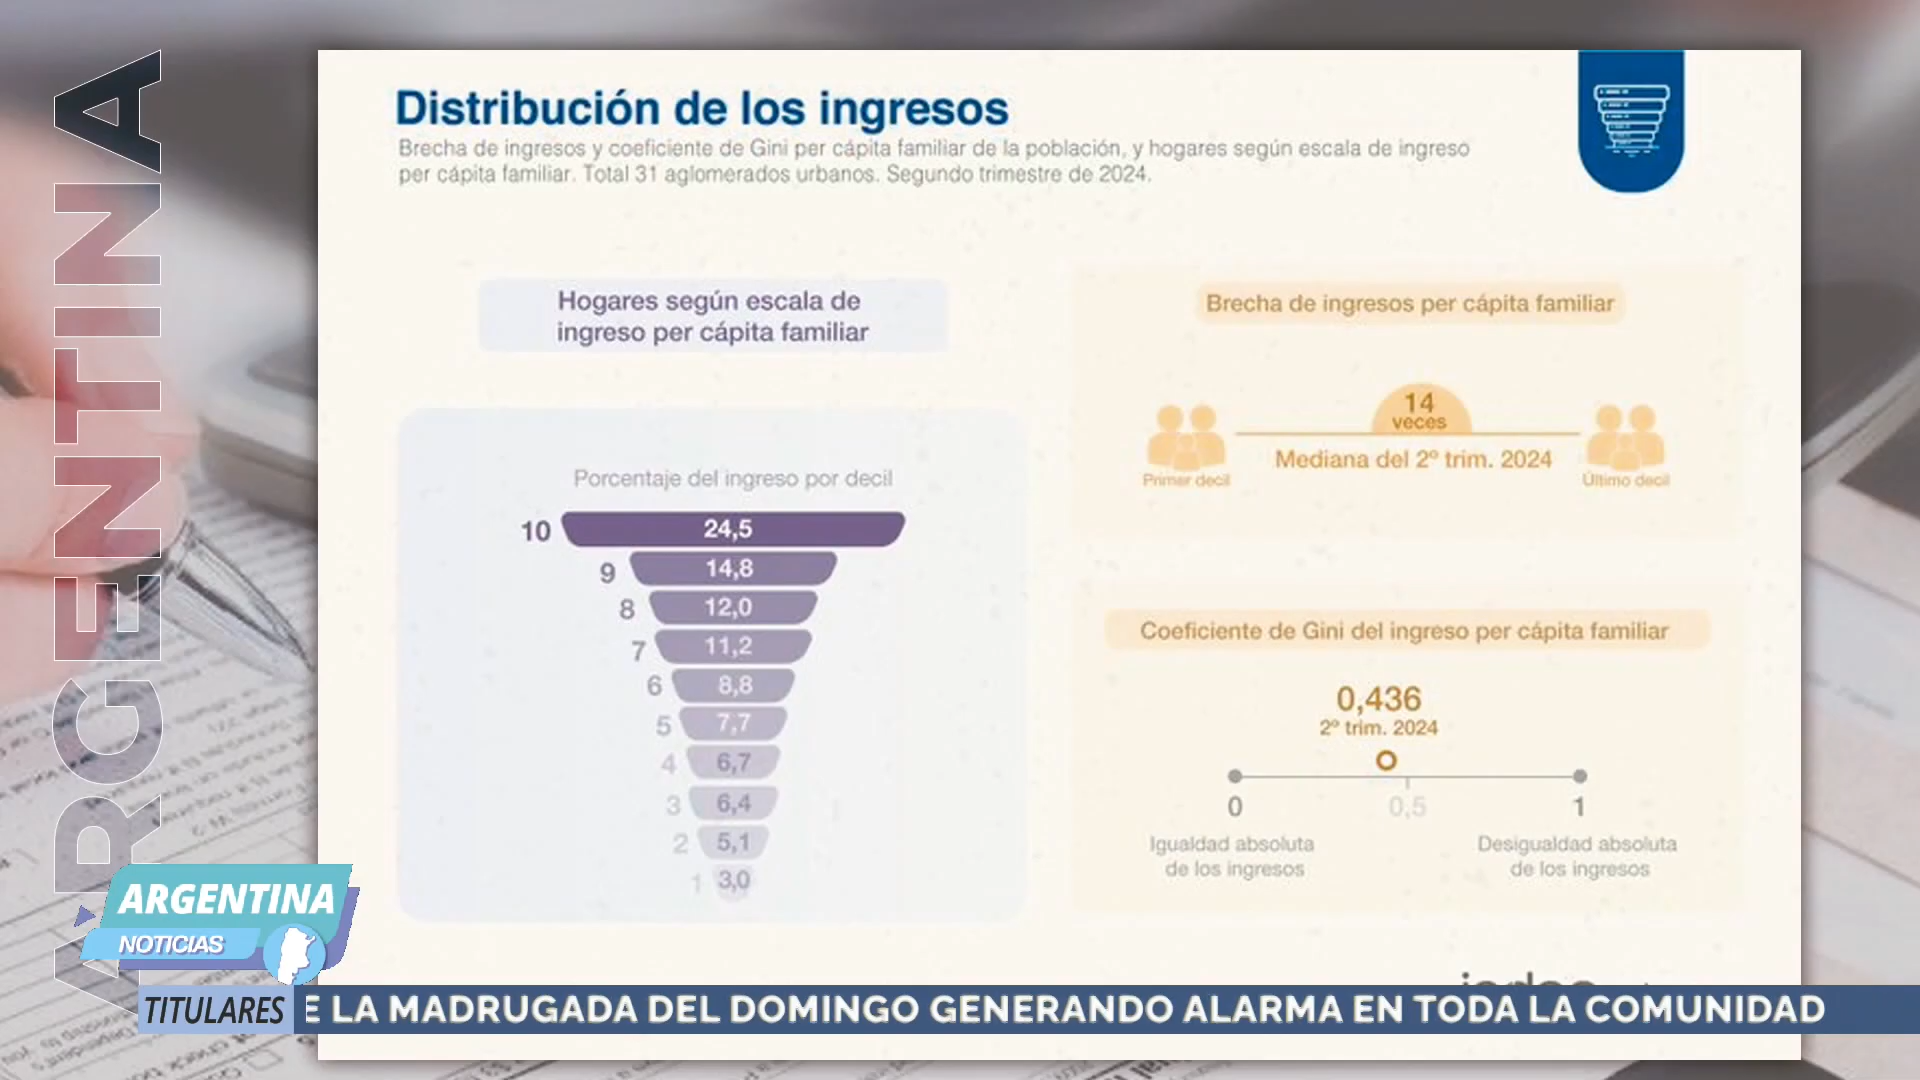 ARGENTINA
Distribución de los ingresos
Brecha de ingresos y coeficiente de Gini per cápita familiar de la población, y hogares según escala de ingreso
per cápita familiar. Total 31 aglomerados urbanos. Segundo trimestre de 2024.
Hogares según escala de
ingreso per cápita familiar
Porcentaje del ingreso por decil
10 24,5
9 14,8
8 12,0
7 11,2
6 8,8
5 7,7
4 6,7
3 6,4
2 5,1
1 3,0
Brecha de ingresos per cápita familiar
14
veces
Mediana del 2º trim. 2024
Primer decil
Último decil
Coeficiente de Gini del ingreso per cápita familiar
0,436
2º trim. 2024
0 0,5 1
Igualdad absoluta
de los ingresos
Desigualdad absoluta
de los ingresos
ARGENTINA
NOTICIAS
TITULARES
E LA MADRUGADA DEL DOMINGO GENERANDO ALARMA EN TODA LA COMUNIDAD